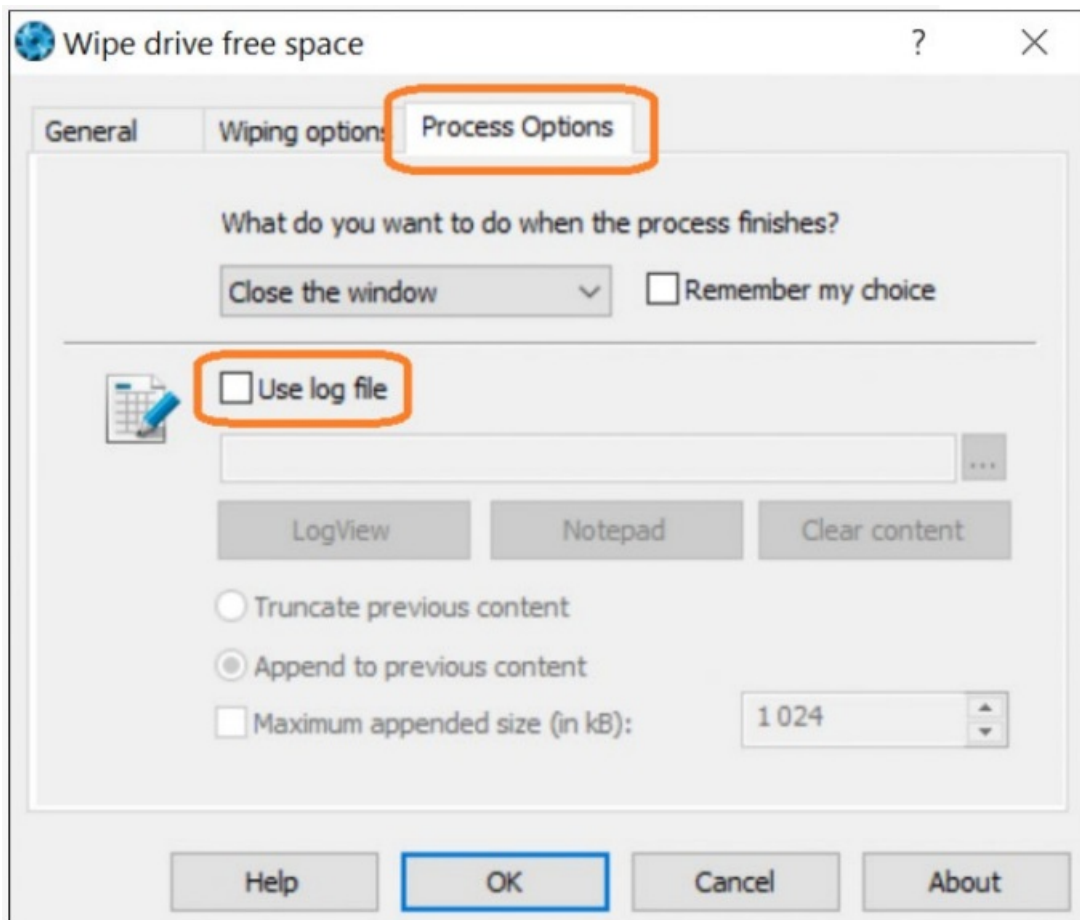 Wipe drive free space ?
General Wiping options Process Options
What do you want to do when the process finishes?
Close the window Remember my choice
Use log file
...
LogView Notepad Clear content
Truncate previous content
Append to previous content
Maximum appended size (in kB): 1 024
Help OK Cancel About